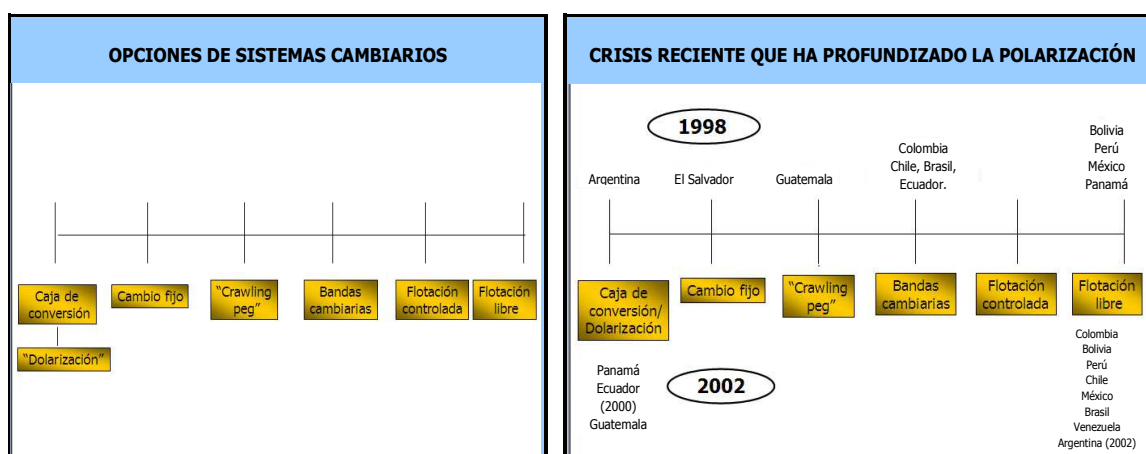 OPCIONES DE SISTEMAS CAMBIARIOS
Caja de
conversión
Cambio fijo
"Crawling
peg"
Bandas
cambiarias
Flotación
controlada
Flotación
libre
"Dolarización"
CRISIS RECIENTE QUE HA PROFUNDIZADO LA POLARIZACIÓN
1998
Argentina
El Salvador
Guatemala
Colombia
Chile, Brasil,
Ecuador.
Bolivia
Perú
México
Panamá
Caja de
conversión/
Dolarización
Cambio fijo
"Crawling
peg"
Bandas
cambiarias
Flotación
controlada
Flotación
libre
Panamá
Ecuador
(2000)
Guatemala
2002
Colombia
Bolivia
Perú
Chile
México
Brasil
Venezuela
Argentina (2002)